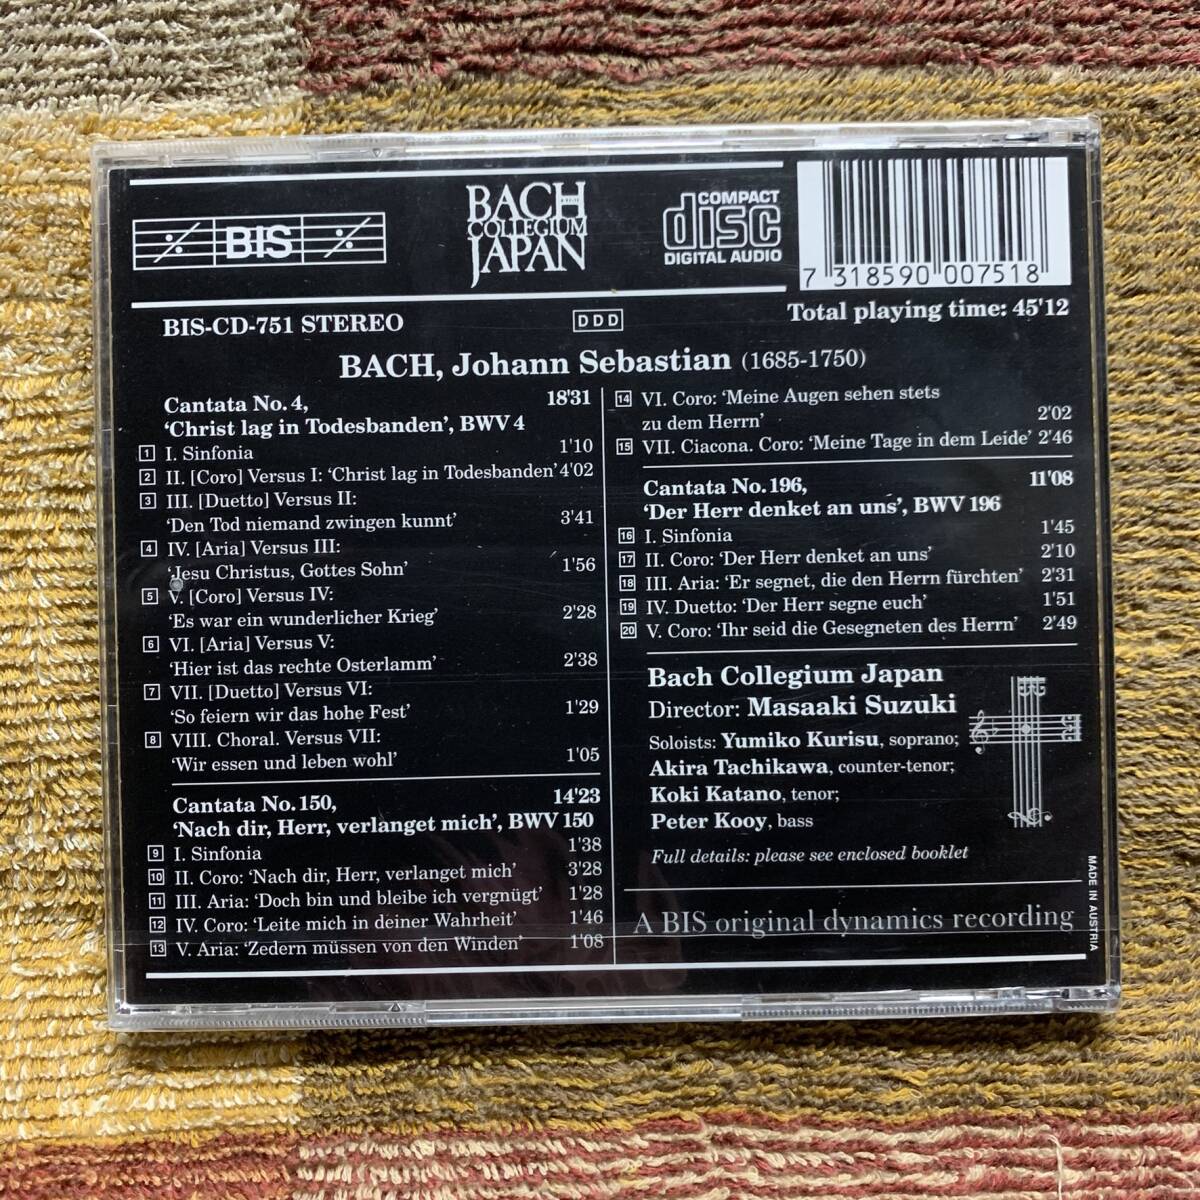 BIS
BACH
COLLEGIUM
JAPAN
COMPACT
disc
DIGITAL AUDIO
7 318590 007518
BIS-CD-751 STEREO
DDD
Total playing time: 45'12
BACH, Johann Sebastian (1685-1750)
Cantata No. 4, 18'31
‘Christ lag in Todesbanden’, BWV 4
1 I. Sinfonia 1'10
2 II. [Coro] Versus I: ‘Christ lag in Todesbanden’ 4'02
3 III. [Duetto] Versus II:
‘Den Tod niemand zwingen kunnt’ 3'41
4 IV. [Aria] Versus III:
‘Jesu Christus, Gottes Sohn’ 1'56
5 V. [Coro] Versus IV:
‘Es war ein wunderlicher Krieg’ 2'28
6 VI. [Aria] Versus V:
‘Hier ist das rechte Osterlamm’ 2'38
7 VII. [Duetto] Versus VI:
‘So feiern wir das hohe Fest’ 1'29
8 VIII. Choral. Versus VII:
‘Wir essen und leben wohl’ 1'05
Cantata No. 150, 14'23
‘Nach dir, Herr, verlanget mich’, BWV 150
9 I. Sinfonia 1'38
10 II. Coro: ‘Nach dir, Herr, verlanget mich’ 3'28
11 III. Aria: ‘Doch bin und bleibe ich vergnügt’ 1'28
12 IV. Coro: ‘Leite mich in deiner Wahrheit’ 1'46
13 V. Aria: ‘Zedern müssen von den Winden’ 1'08
14 VI. Coro: ‘Meine Augen sehen stets
zu dem Herrn’ 2'02
15 VII. Ciacona. Coro: ‘Meine Tage in dem Leide’ 2'46
Cantata No. 196, 11'08
‘Der Herr denket an uns’, BWV 196
16 I. Sinfonia 1'45
17 II. Coro: ‘Der Herr denket an uns’ 2'10
18 III. Aria: ‘Er segnet, die den Herrn fürchten’ 2'31
19 IV. Duetto: ‘Der Herr segne euch’ 1'51
20 V. Coro: ‘Ihr seid die Gesegneten des Herrn’ 2'49
Bach Collegium Japan
Director: Masaaki Suzuki
Soloists: Yumiko Kurisu, soprano;
Akira Tachikawa, counter-tenor;
Koki Katano, tenor;
Peter Kooy, bass
Full details: please see enclosed booklet
A BIS original dynamics recording
MADE IN AUSTRIA